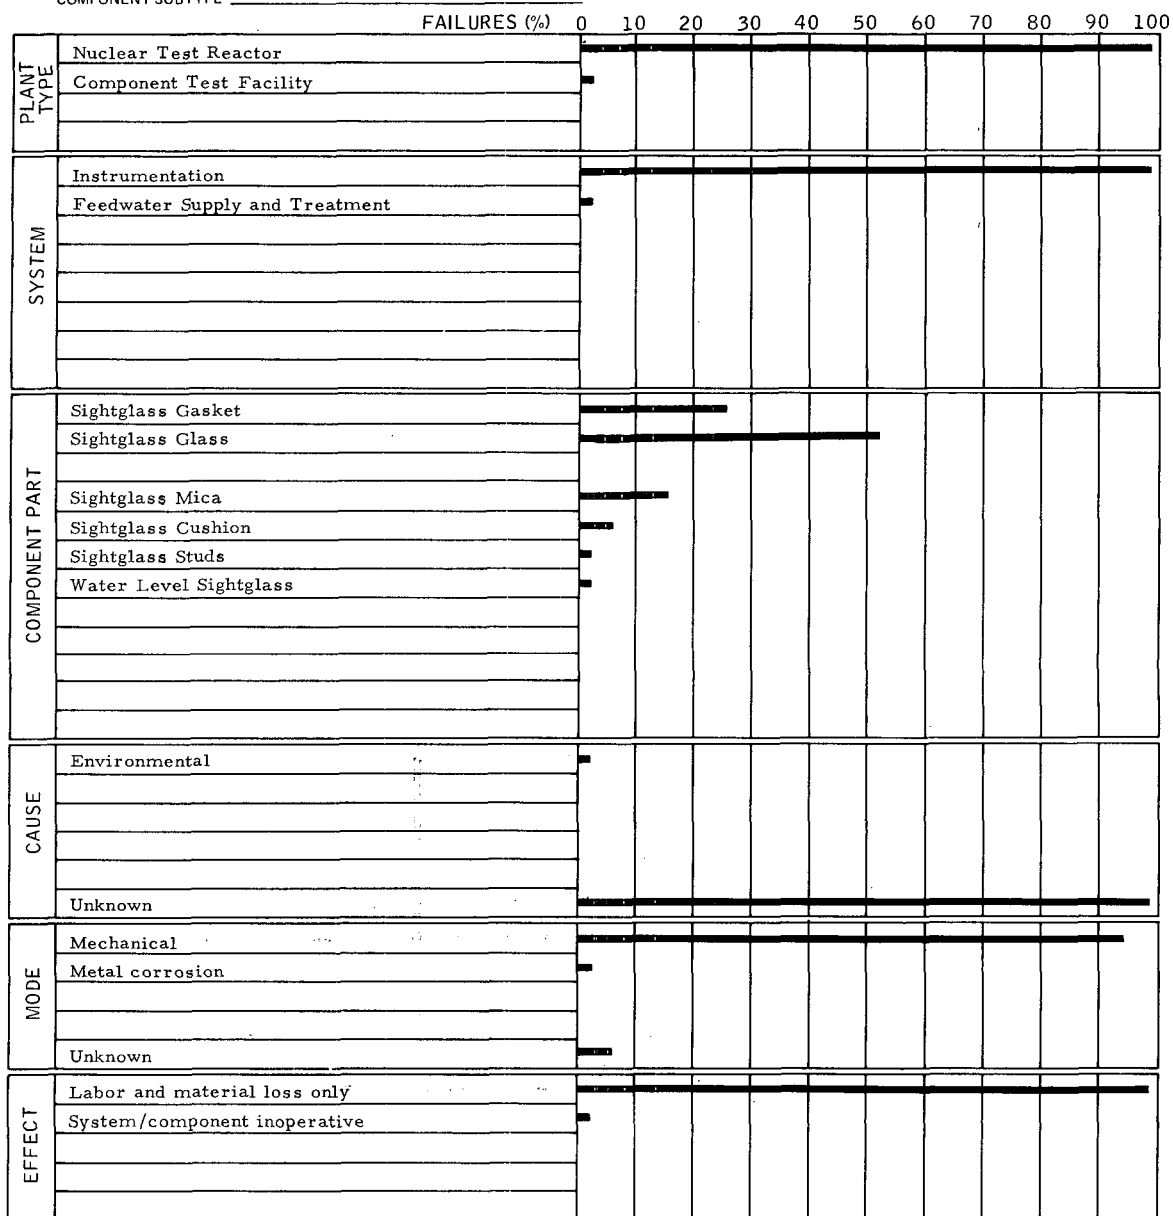 COMPONENT SUBTYPE
FAILURES (%) 0 10 20 30 40 50 60 70 80 90 100
PLANT TYPE
Nuclear Test Reactor
Component Test Facility
SYSTEM
Instrumentation
Feedwater Supply and Treatment
COMPONENT PART
Sightglass Gasket
Sightglass Glass
Sightglass Mica
Sightglass Cushion
Sightglass Studs
Water Level Sightglass
CAUSE
Environmental
Unknown
MODE
Mechanical
Metal corrosion
Unknown
EFFECT
Labor and material loss only
System/component inoperative